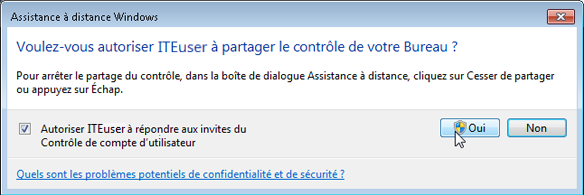 Assistance à distance Windows
Voulez-vous autoriser ITEuser à partager le contrôle de votre Bureau ?
Pour arrêter le partage du contrôle, dans la boîte de dialogue Assistance à distance, cliquez sur Cesser de partager
ou appuyez sur Échap.
Autoriser ITEuser à répondre aux invites du
Contrôle de compte d'utilisateur
Oui
Non
Quels sont les problèmes potentiels de confidentialité et de sécurité ?